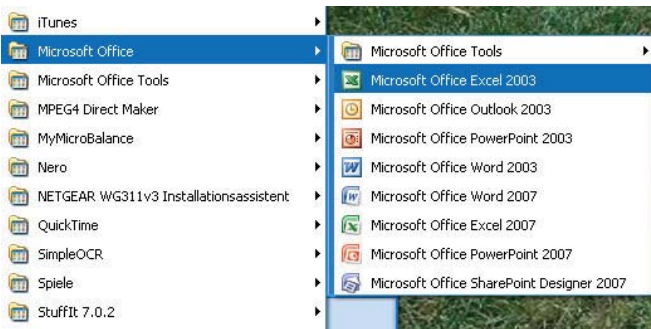 iTunes
Microsoft Office
Microsoft Office Tools
MPEG4 Direct Maker
MyMicroBalance
Nero
NETGEAR WG311v3 Installationsassistent
QuickTime
SimpleOCR
Spiele
StuffIt 7.0.2
Microsoft Office Tools
Microsoft Office Excel 2003
Microsoft Office Outlook 2003
Microsoft Office PowerPoint 2003
Microsoft Office Word 2003
Microsoft Office Word 2007
Microsoft Office Excel 2007
Microsoft Office PowerPoint 2007
Microsoft Office SharePoint Designer 2007